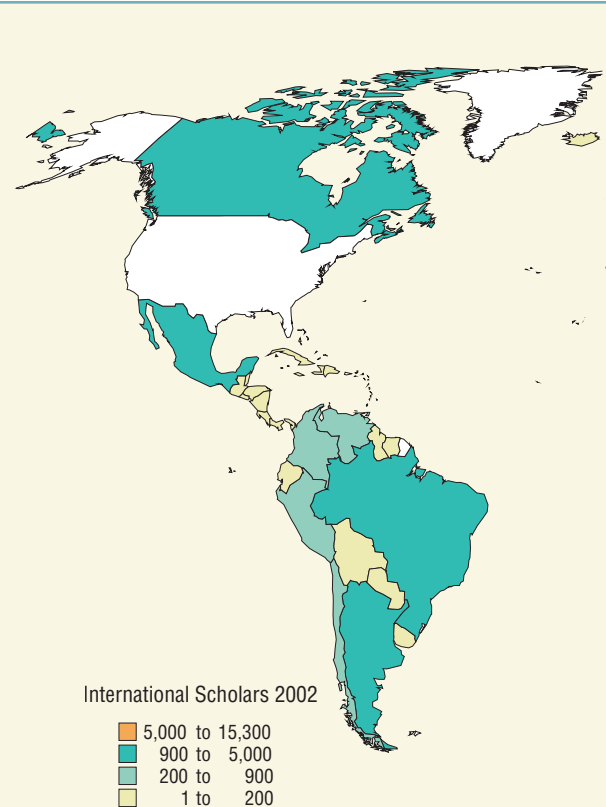 International Scholars 2002
5,000 to 15,300
900 to 5,000
200 to 900
1 to 200